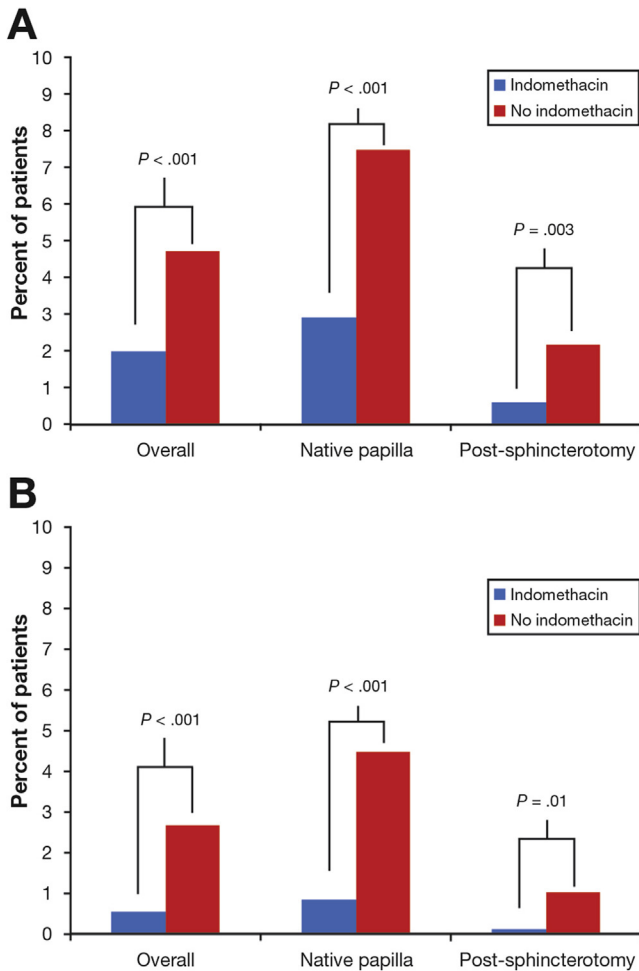 A
Percent of patients
10
9
8
7
6
5
4
3
2
1
0
Indomethacin
No indomethacin
P < .001
P < .001
P = .003
Overall
Native papilla
Post-sphincterotomy
B
Percent of patients
10
9
8
7
6
5
4
3
2
1
0
Indomethacin
No indomethacin
P < .001
P < .001
P = .01
Overall
Native papilla
Post-sphincterotomy